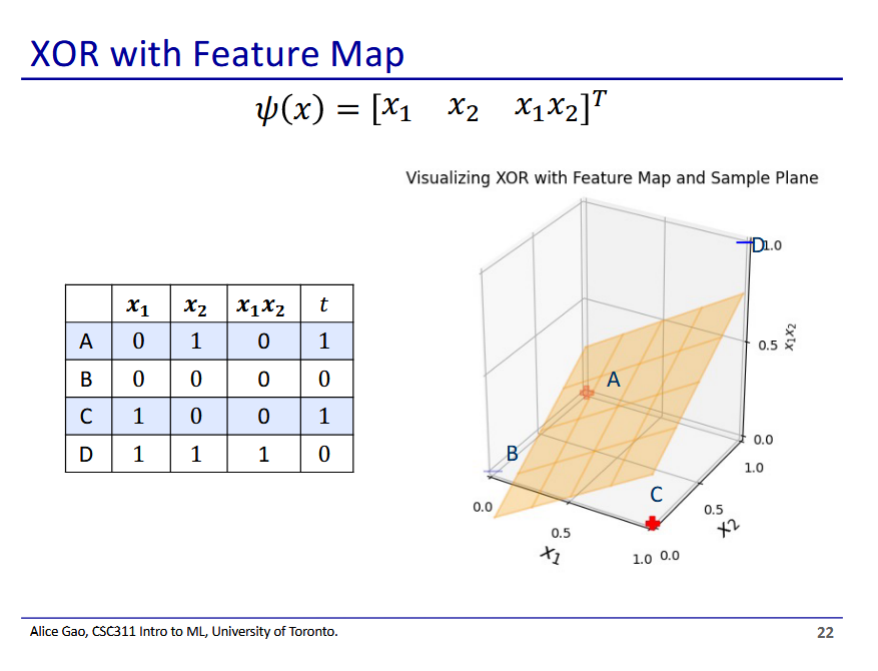 XOR with Feature Map
ψ(x) = [x₁ x₂ x₁x₂]ᵀ
Visualizing XOR with Feature Map and Sample Plane
x₁ x₂ x₁x₂ t
A 0 1 0 1
B 0 0 0 0
C 1 0 0 1
D 1 1 1 0
D
1.0
0.5
x₁x₂
0.0
A
B
C
0.0
0.5
1.0
X₁
0.0
0.5
1.0
X₂
Alice Gao, CSC311 Intro to ML, University of Toronto.
22